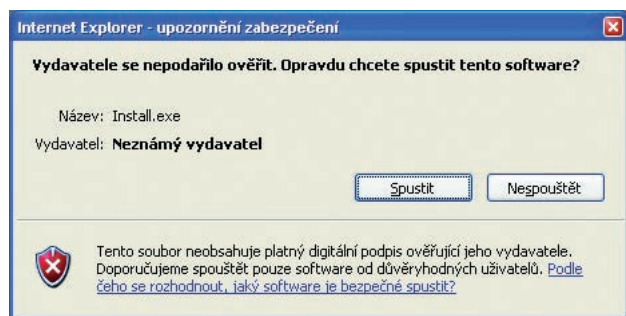 Internet Explorer - upozornění zabezpečení
Vydavatele se nepodařilo ověřit. Opravdu chcete spustit tento software?
Název: Install.exe
Vydavatel: Neznámý vydavatel
Spustit Nespouštět
Tento soubor neobsahuje platný digitální podpis ověřující jeho vydavatele.
Doporučujeme spouštět pouze software od důvěryhodných uživatelů. Podle
čeho se rozhodnout, jaký software je bezpečné spustit?